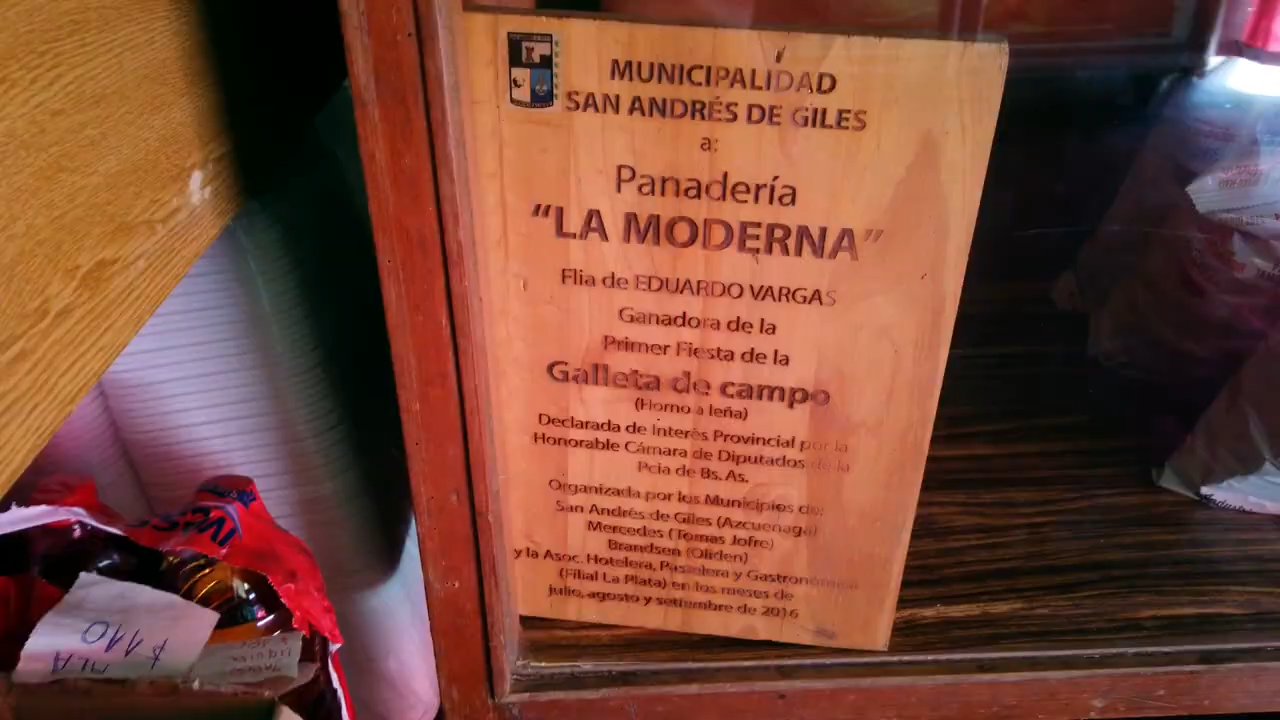 MUNICIPALIDAD
SAN ANDRÉS DE GILES
a:
Panadería
“LA MODERNA”
Flia de EDUARDO VARGAS
Ganadora de la
Primer Fiesta de la
Galleta de campo
(Horno a leña)
Declarada de Interés Provincial por la
Honorable Cámara de Diputados de la
Pcia de Bs. As.
Organizada por los Municipios de:
San Andrés de Giles (Azcuenaga)
Mercedes (Tomas Jofre)
Brandsen (Oliden)
y la Asoc. Hotelera, Pastelera y Gastronómica
(Filial La Plata) en los meses de
julio, agosto y setiembre de 2016
$110